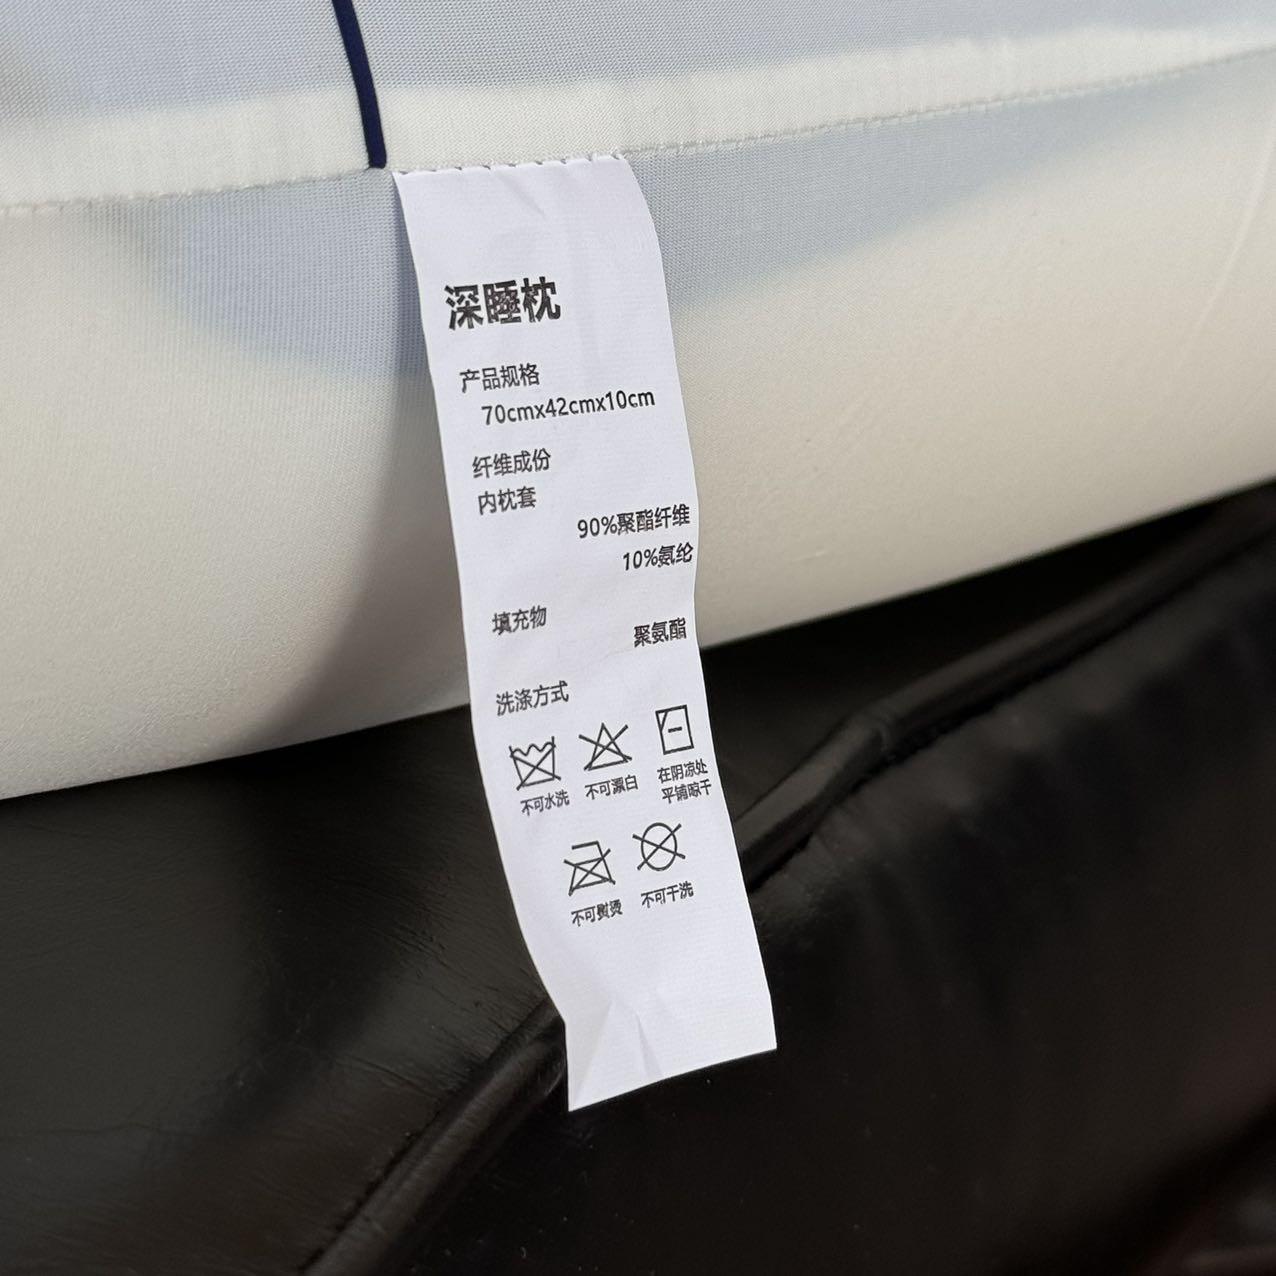 深睡枕
产品规格
70cmx42cmx10cm
纤维成份
内枕套
90%聚酯纤维
10%氨纶
填充物
聚氨酯
洗涤方式
不可水洗
不可漂白
在阴凉处
平铺晾干
不可熨烫
不可干洗